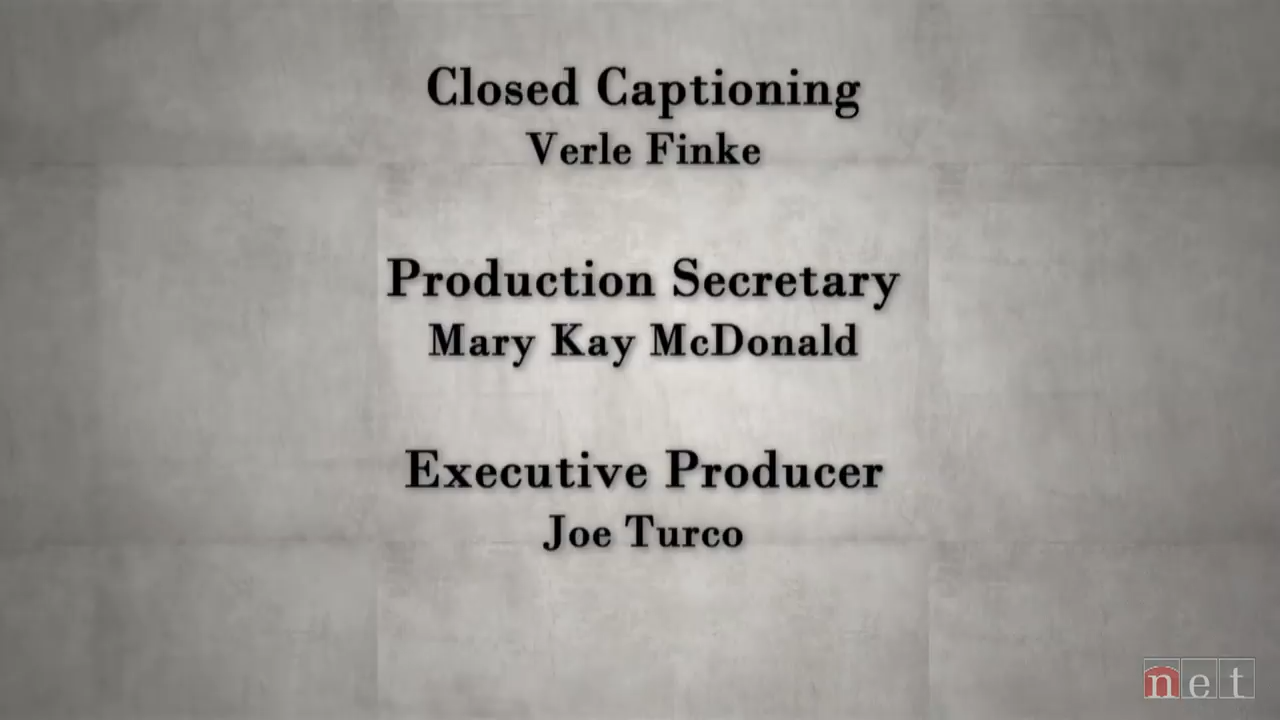 Closed Captioning
Verle Finke
Production Secretary
Mary Kay McDonald
Executive Producer
Joe Turco
net